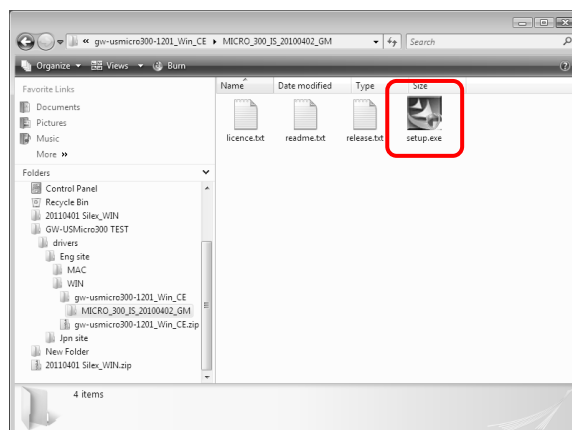 « gw-usmicro300-1201_Win_CE ▸ MICRO_300_IS_20100402_GM
Search
Organize Views Burn
Favorite Links
Documents
Pictures
Music
More »
Folders
Control Panel
Recycle Bin
20110401 Silex_WIN
GW-USMicro300 TEST
drivers
Eng site
MAC
WIN
gw-usmicro300-1201_Win_CE
MICRO_300_IS_20100402_GM
gw-usmicro300-1201_Win_CE.zip
Jpn site
New Folder
20110401 Silex_WIN.zip
Name Date modified Type Size
licence.txt readme.txt release.txt setup.exe
4 items